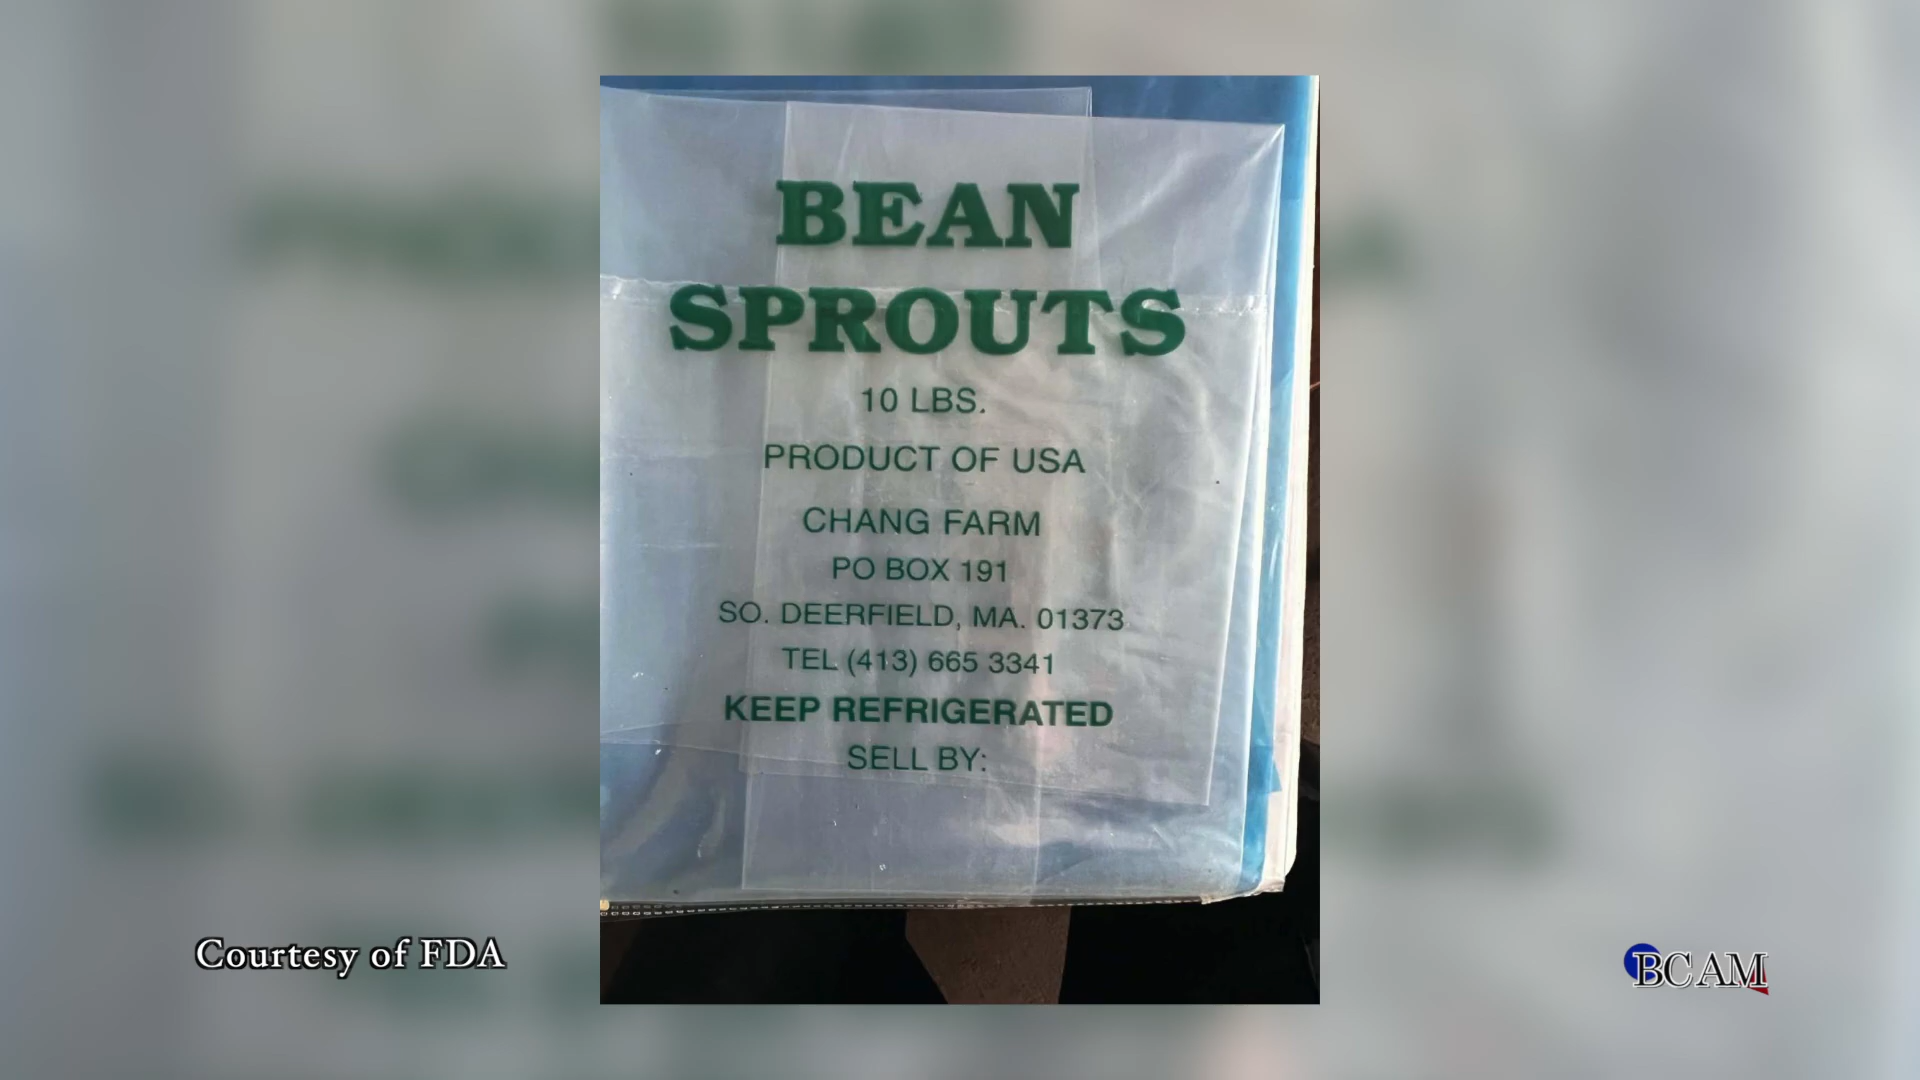 BEAN
SPROUTS
10 LBS.
PRODUCT OF USA
CHANG FARM
PO BOX 191
SO. DEERFIELD, MA. 01373
TEL (413) 665 3341
KEEP REFRIGERATED
SELL BY:
Courtesy of FDA
BCAM